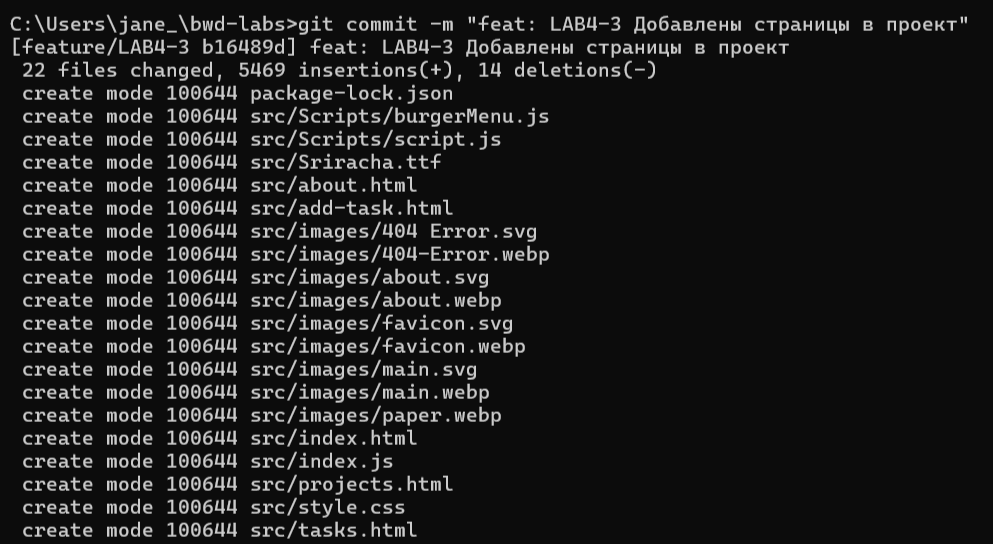 C:\Users\jane_\bwd-labs>git commit -m "feat: LAB4-3 Добавлены страницы в проект"
[feature/LAB4-3 b16489d] feat: LAB4-3 Добавлены страницы в проект
 22 files changed, 5469 insertions(+), 14 deletions(-)
 create mode 100644 package-lock.json
 create mode 100644 src/Scripts/burgerMenu.js
 create mode 100644 src/Scripts/script.js
 create mode 100644 src/Sriracha.ttf
 create mode 100644 src/about.html
 create mode 100644 src/add-task.html
 create mode 100644 src/images/404 Error.svg
 create mode 100644 src/images/404-Error.webp
 create mode 100644 src/images/about.svg
 create mode 100644 src/images/about.webp
 create mode 100644 src/images/favicon.svg
 create mode 100644 src/images/favicon.webp
 create mode 100644 src/images/main.svg
 create mode 100644 src/images/main.webp
 create mode 100644 src/images/paper.webp
 create mode 100644 src/index.html
 create mode 100644 src/index.js
 create mode 100644 src/projects.html
 create mode 100644 src/style.css
 create mode 100644 src/tasks.html